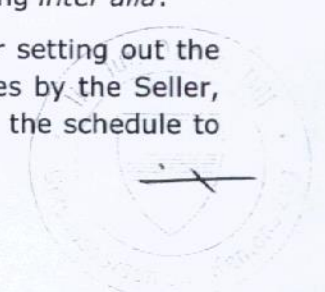 ng inter alia:
r setting out the
es by the Seller,
the schedule to